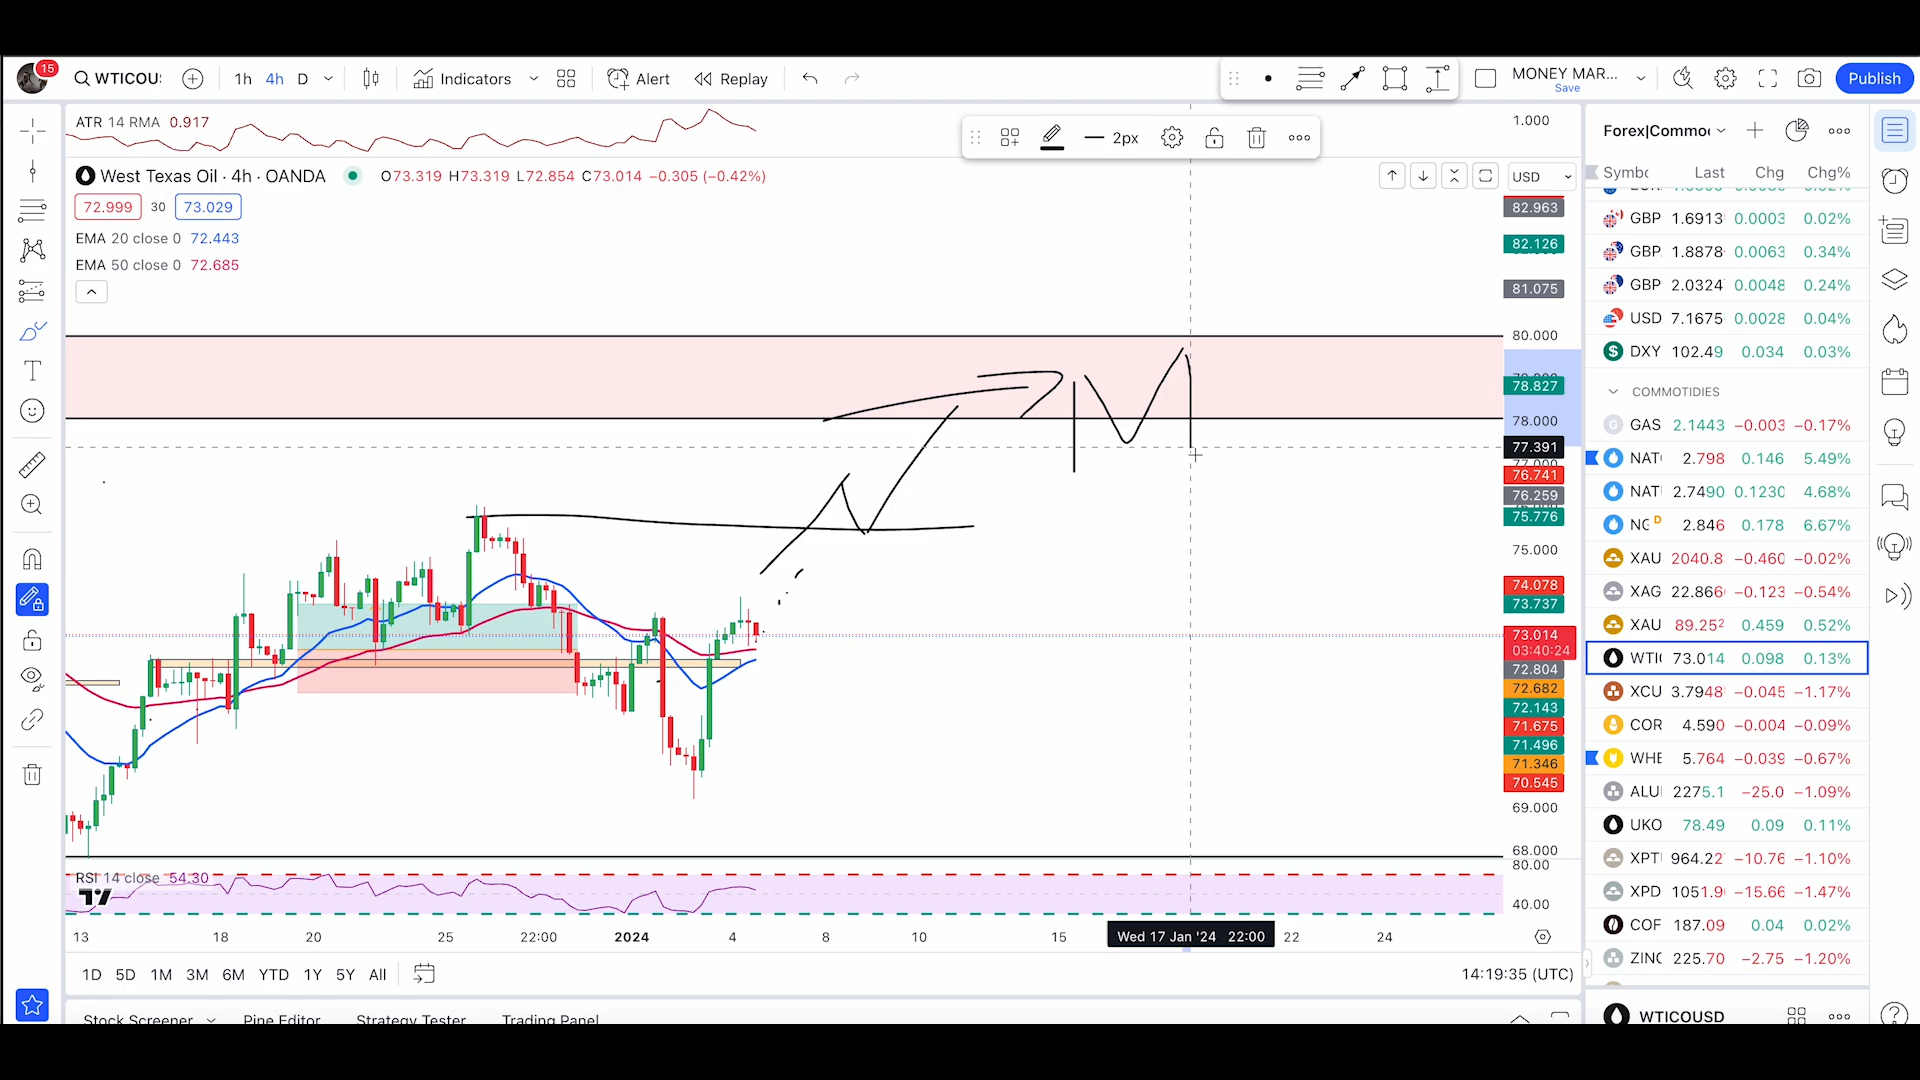 15
WTICOU:
1h 4h D
Indicators
Alert
Replay
MONEY MAR...
Save
Publish
ATR 14 RMA 0.917
1.000
2px
West Texas Oil · 4h · OANDA
O73.319 H73.319 L72.854 C73.014 −0.305 (−0.42%)
USD
72.999 30 73.029
EMA 20 close 0 72.443
EMA 50 close 0 72.685
82.963
82.126
81.075
80.000
78.827
78.000
77.391
77.000
76.741
76.259
75.776
75.000
74.078
73.737
73.014
03:40:24
72.804
72.682
72.143
71.675
71.496
71.346
70.545
69.000
68.000
80.00
40.00
M
RSI 14 close 54.30
13 18 20 25 22:00 2024 4 8 10 15 Wed 17 Jan '24 22:00 22 24
1D 5D 1M 3M 6M YTD 1Y 5Y All
14:19:35 (UTC)
Stock Screener Pine Editor Strategy Tester Trading Panel
Forex|Commo
Symbo Last Chg Chg%
GBP 1.6913 0.0003 0.02%
GBP 1.8878 0.0063 0.34%
GBP 2.0324 0.0048 0.24%
USD 7.1675 0.0028 0.04%
DXY 102.49 0.034 0.03%
COMMOTIDIES
GAS 2.1443 −0.003 −0.17%
NAT 2.798 0.146 5.49%
NAT 2.7490 0.1230 4.68%
NG D 2.846 0.178 6.67%
XAU 2040.8 −0.460 −0.02%
XAG 22.866 −0.123 −0.54%
XAU 89.252 0.459 0.52%
WTI 73.014 0.098 0.13%
XCU 3.7948 −0.045 −1.17%
COR 4.590 −0.004 −0.09%
WHE 5.764 −0.039 −0.67%
ALU 2275.1 −25.0 −1.09%
UKO 78.49 0.09 0.11%
XPT 964.22 −10.76 −1.10%
XPD 1051.9 −15.66 −1.47%
COF 187.09 0.04 0.02%
ZINC 225.70 −2.75 −1.20%
WTICOUSD